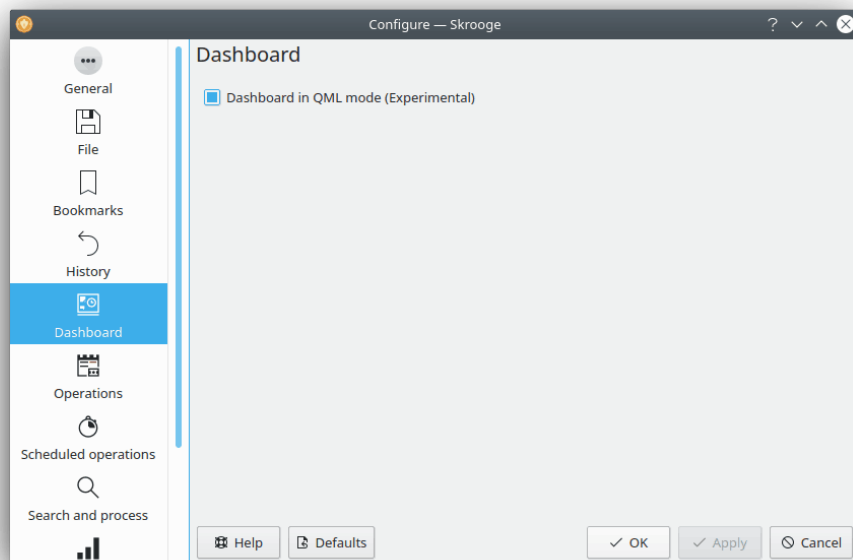 Configure — Skrooge
General
File
Bookmarks
History
Dashboard
Operations
Scheduled operations
Search and process
Dashboard
Dashboard in QML mode (Experimental)
Help
Defaults
OK
Apply
Cancel